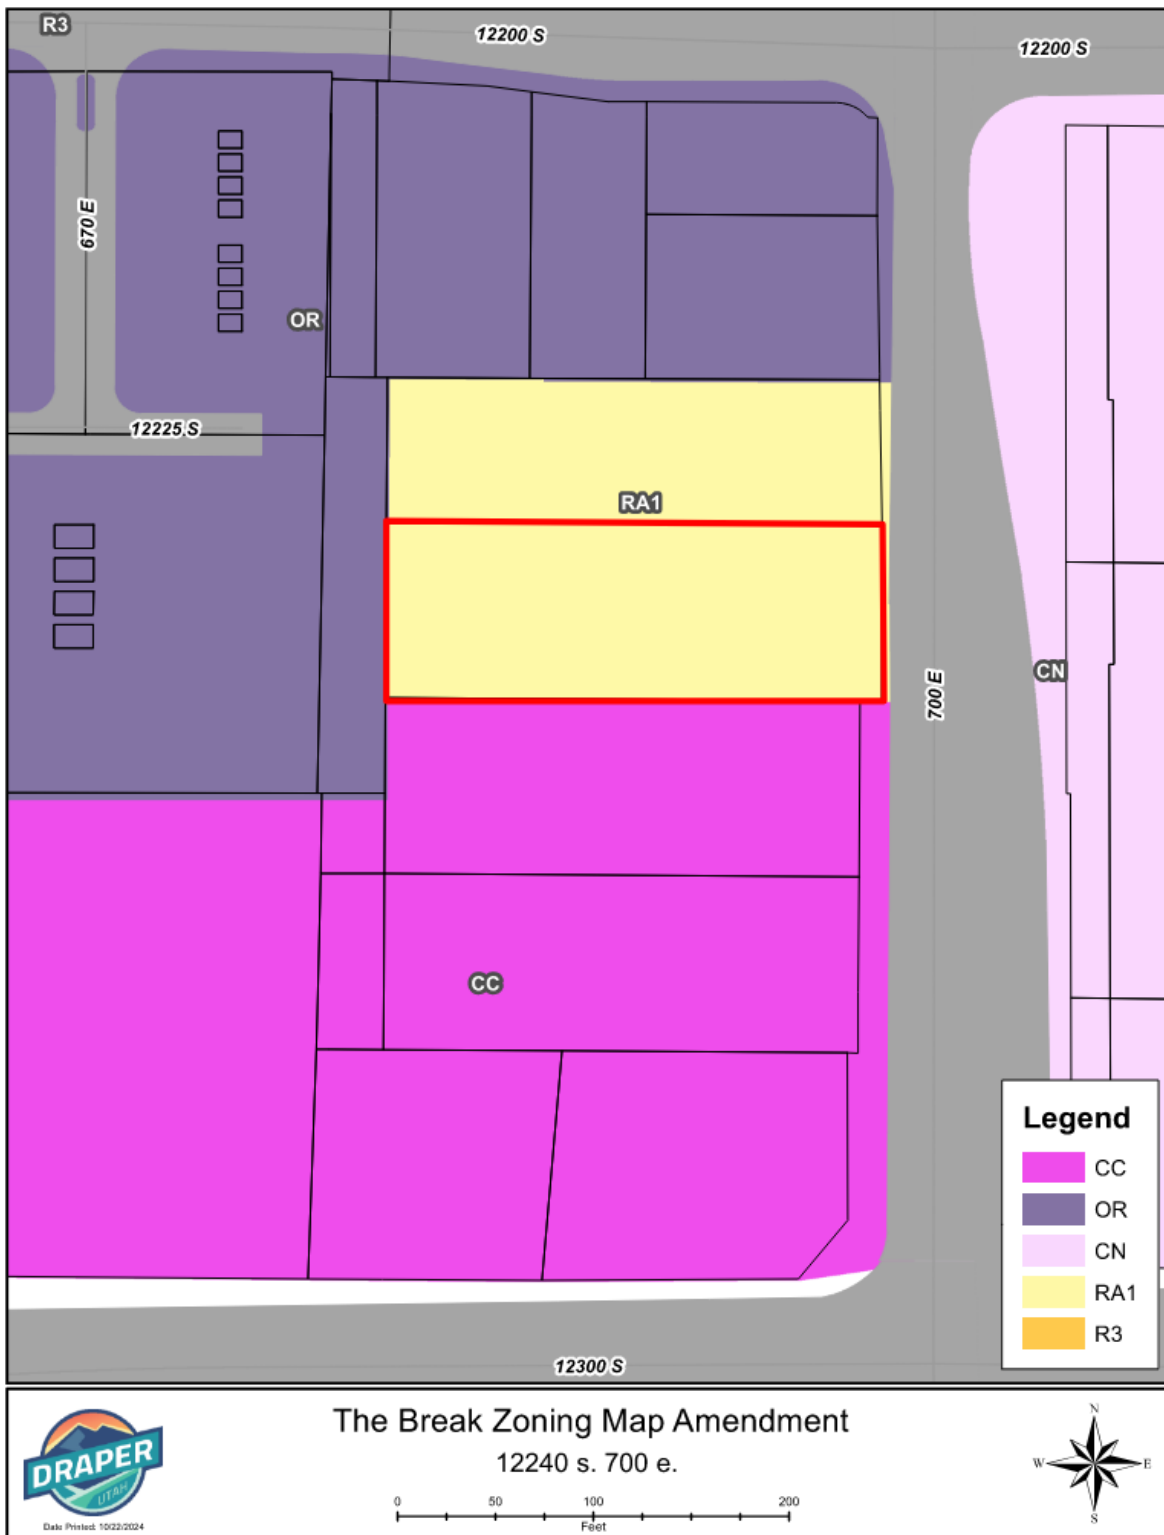 R3
12200 S
12200 S
670 E
OR
12225 S
RA1
CN
700 E
CC
Legend
CC
OR
CN
RA1
R3
12300 S
The Break Zoning Map Amendment
12240 s. 700 e.
0 50 100 200
Feet
DRAPER
UTAH
Date Printed: 10/22/2024
N
W E
S